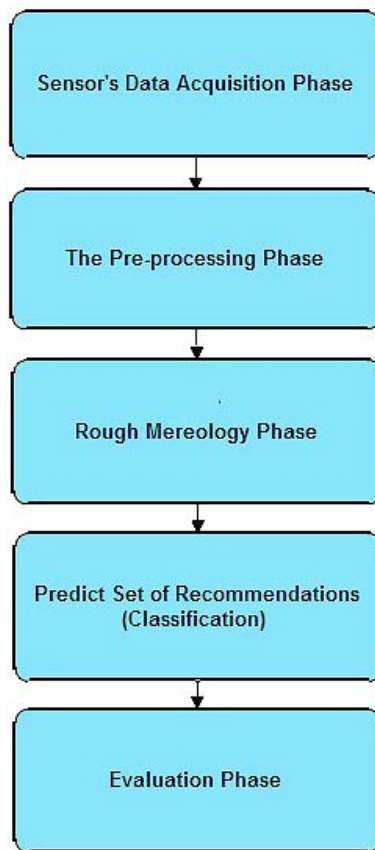 Sensor's Data Acquisition Phase
The Pre-processing Phase
Rough Mereology Phase
Predict Set of Recommendations
(Classification)
Evaluation Phase